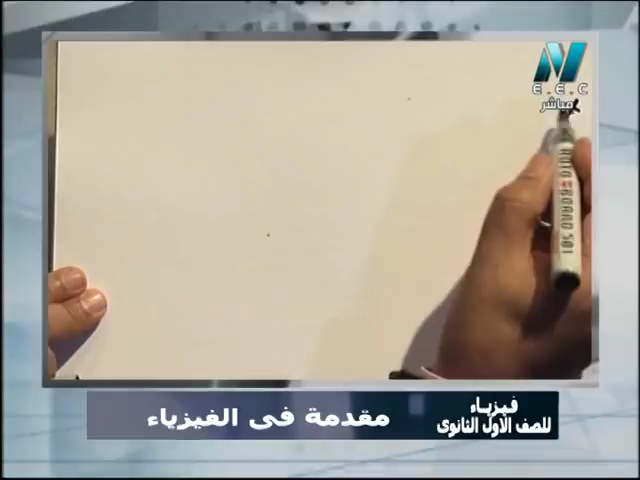 E.E.C
مباشر
فيزياء
للصف الاول الثانوى
مقدمة فى الفيزياء